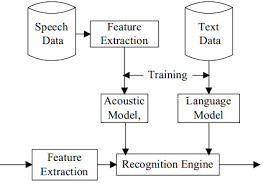 Speech
Data
Feature
Extraction
Text
Data
Training
Acoustic
Model,
Language
Model
Feature
Extraction
Recognition Engine